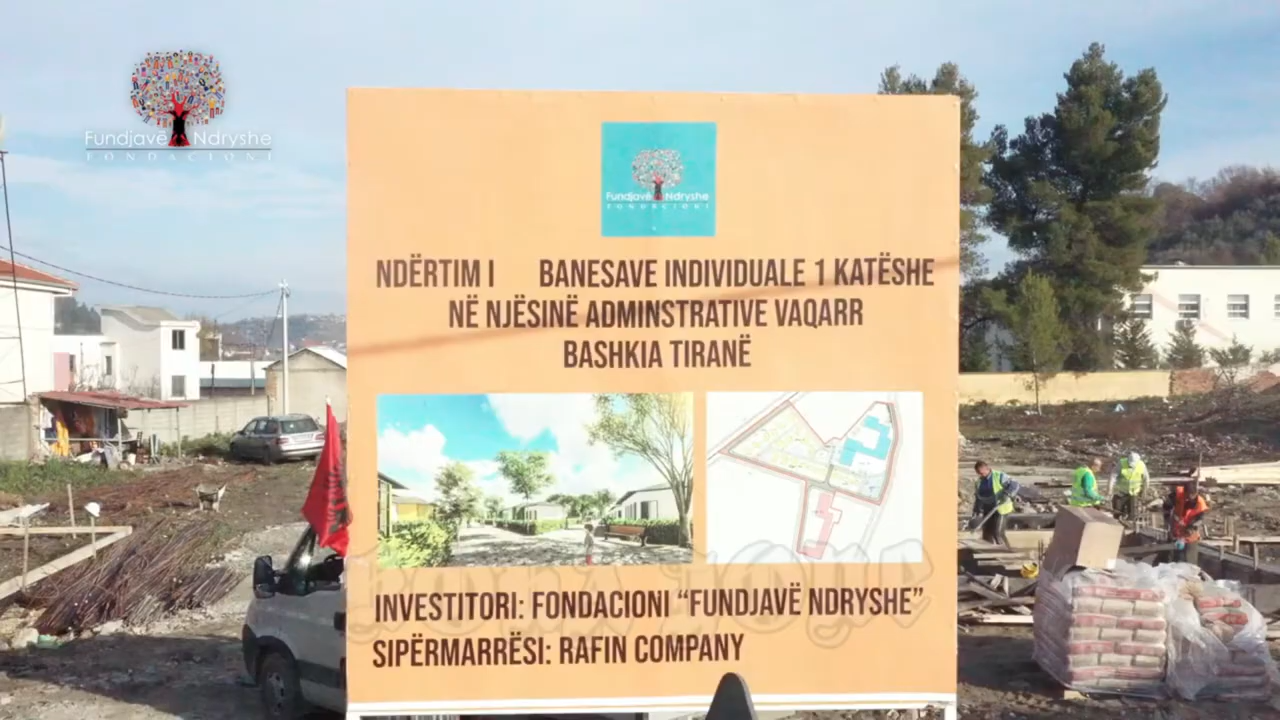 Fundjavë Ndryshe
FONDACIONI
Fundjavë Ndryshe
FONDACIONI
NDËRTIM I BANESAVE INDIVIDUALE 1 KATËSHE
NË NJËSINË ADMINSTRATIVE VAQARR
BASHKIA TIRANË
INVESTITORI: FONDACIONI “FUNDJAVË NDRYSHE”
SIPËRMARRËSI: RAFIN COMPANY